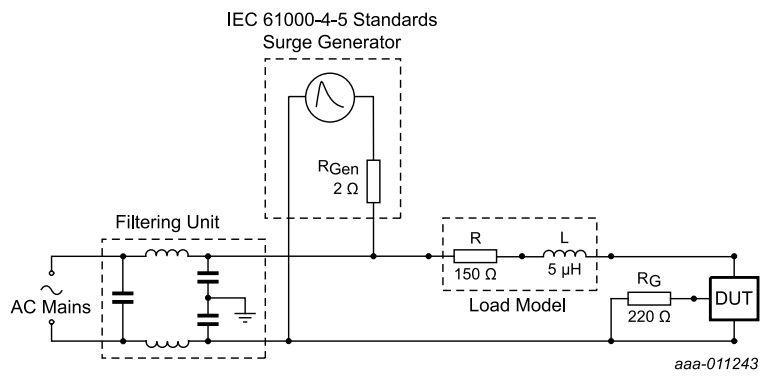 IEC 61000-4-5 Standards
Surge Generator
RGen
2 Ω
Filtering Unit
AC Mains
R
150 Ω
L
5 µH
Load Model
RG
220 Ω
DUT
aaa-011243